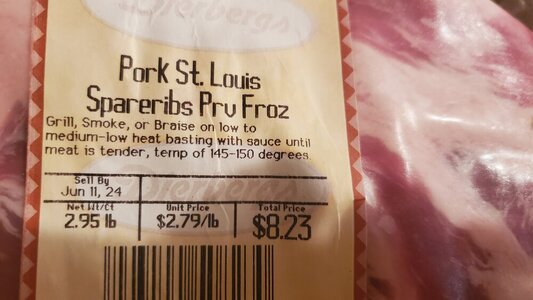 Dierbergs
Pork St. Louis
Spareribs Prv Froz
Grill, Smoke, or Braise on low to
medium-low heat basting with sauce until
meat is tender, temp of 145-150 degrees
Dierbergs
Sell By
Jun 11, 24
Net Wt/Ct Unit Price Total Price
2.95 lb $2.79/lb $8.23